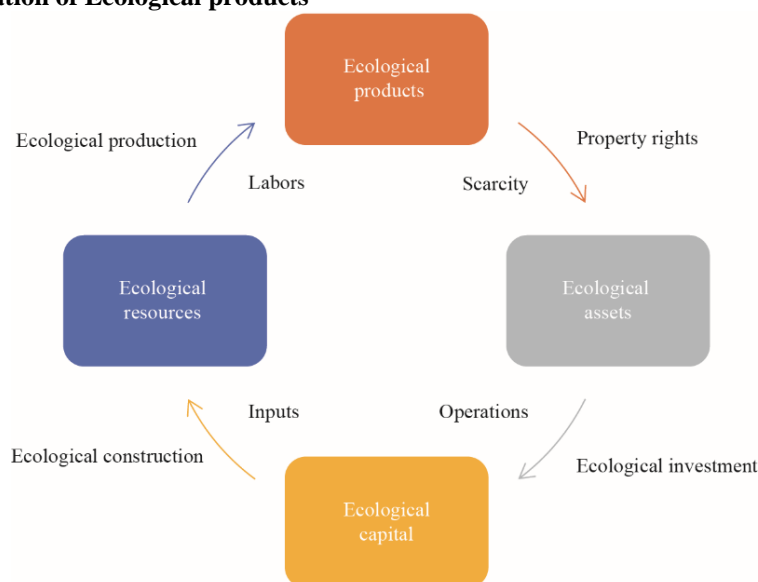 of Ecological products
Ecological
products
Ecological production
Property rights
Labors
Scarcity
Ecological
resources
Ecological
assets
Inputs
Operations
Ecological construction
Ecological investment
Ecological
capital